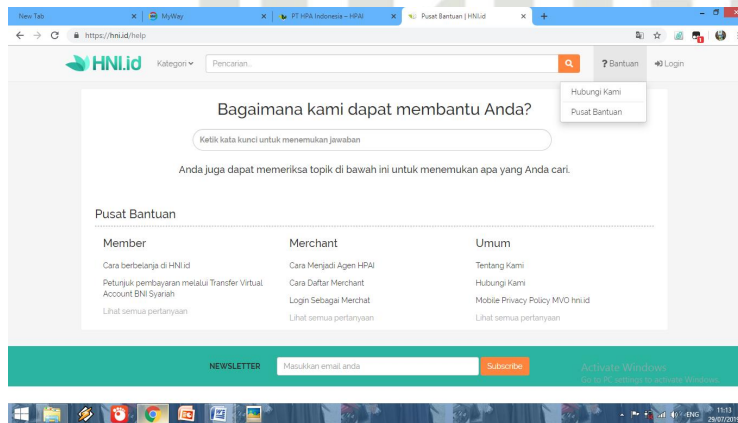 New Tab
MyWay
PT HPA Indonesia – HPAI
Pusat Bantuan | HNI.id
https://hni.id/help
HNI.id
Kategori
Pencarian..
? Bantuan
Login
Hubungi Kami
Pusat Bantuan
Bagaimana kami dapat membantu Anda?
Ketik kata kunci untuk menemukan jawaban
Anda juga dapat memeriksa topik di bawah ini untuk menemukan apa yang Anda cari.
Pusat Bantuan
Member
Cara berbelanja di HNI.id
Petunjuk pembayaran melalui Transfer Virtual
Account BNI Syariah
Lihat semua pertanyaan
Merchant
Cara Menjadi Agen HPAI
Cara Daftar Merchant
Login Sebagai Merchat
Lihat semua pertanyaan
Umum
Tentang Kami
Hubungi Kami
Mobile Privacy Policy MVO hni.id
Lihat semua pertanyaan
NEWSLETTER
Masukkan email anda
Subscribe
Activate Windows
Go to PC settings to activate Windows.
ENG
11:13
29/07/2019